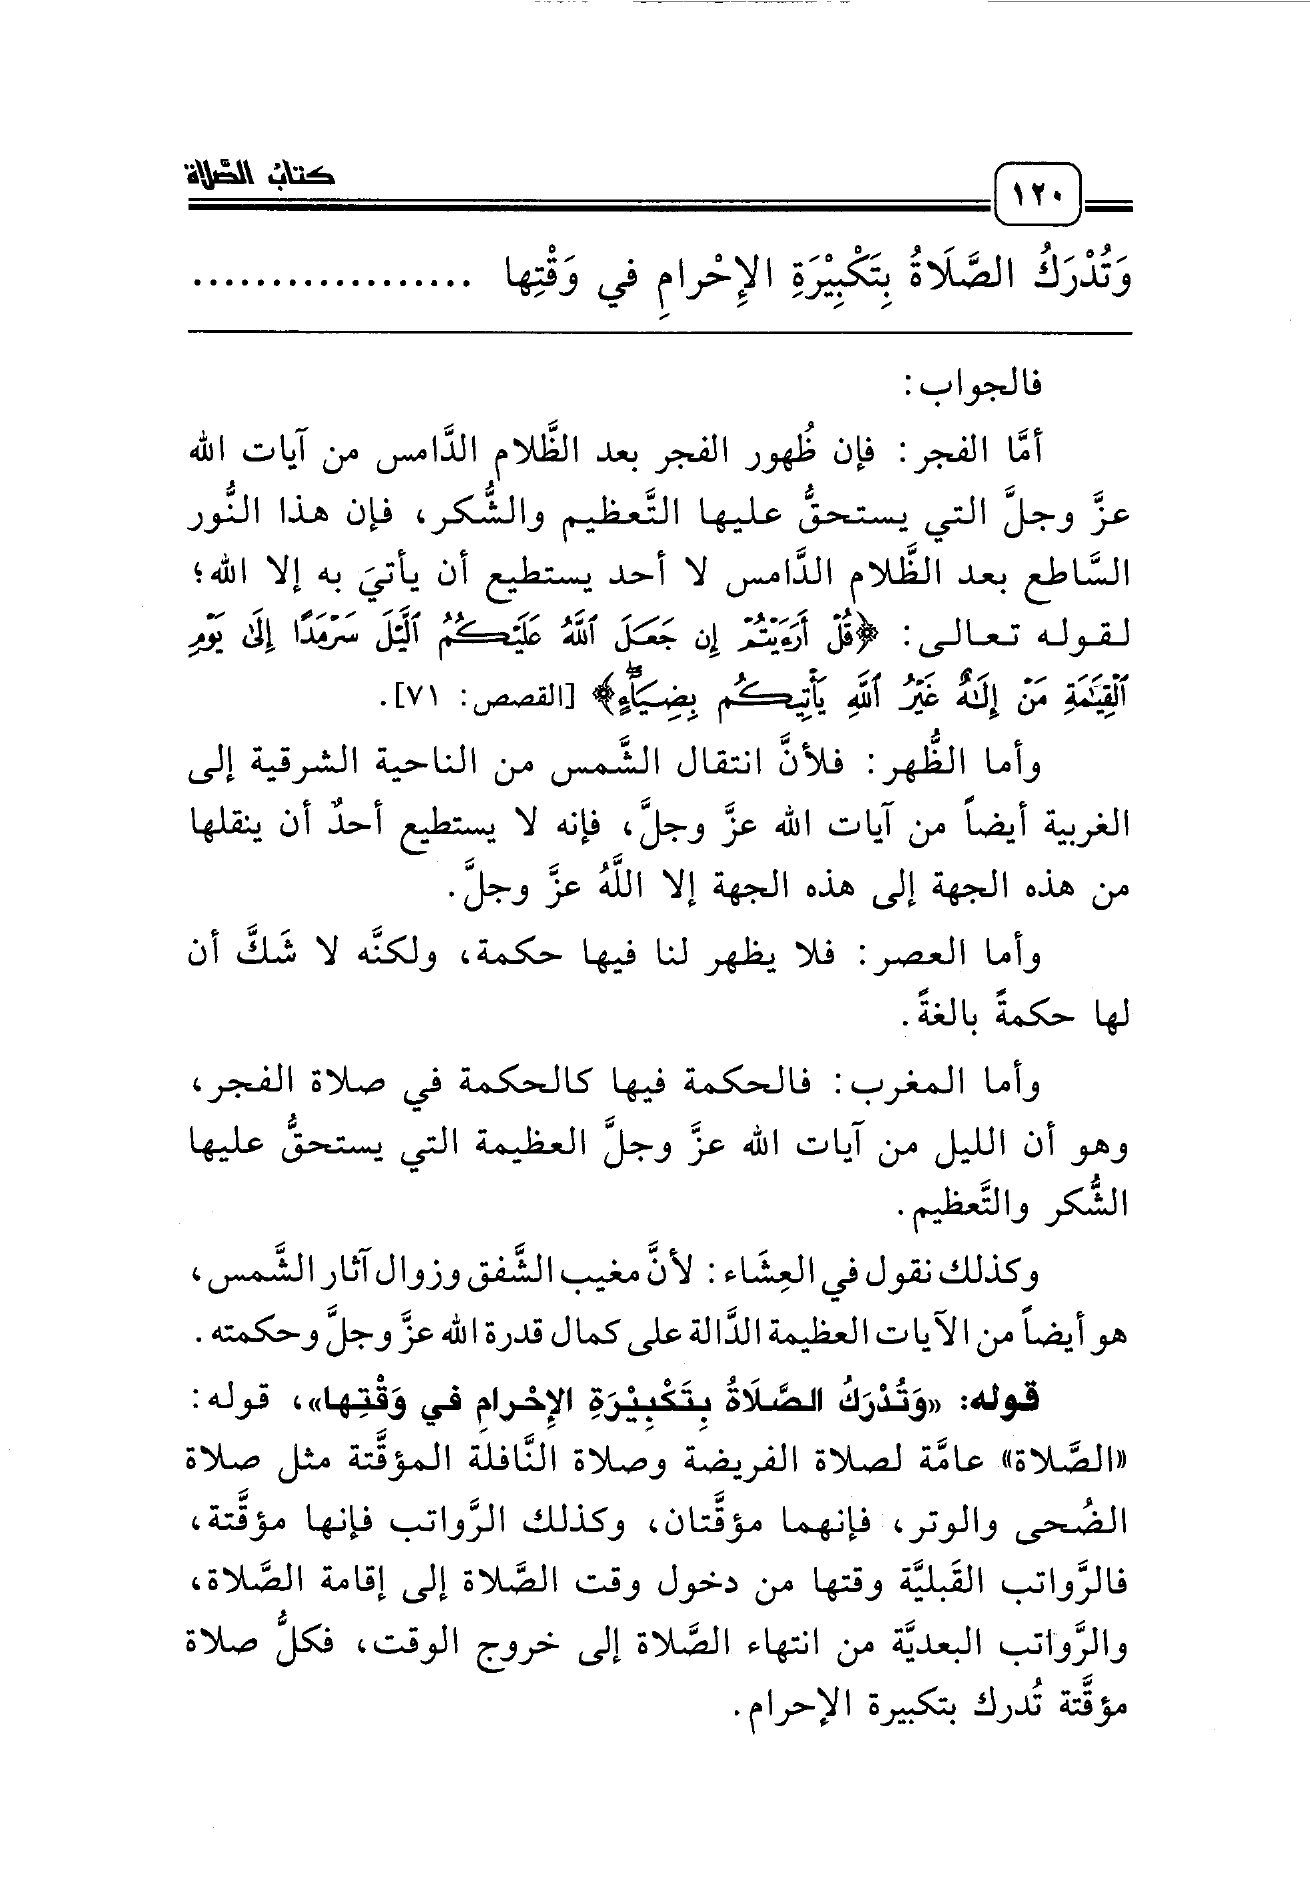 كتاب الصَّلاة
١٢٠
وَتُدْرَكُ الصَّلَاةُ بِتَكْبِيْرَةِ الإِحْرامِ في وَقْتِها ..................
فالجواب:
أمَّا الفجر: فإن ظُهور الفجر بعد الظَّلام الدَّامس من آيات الله
عزَّ وجلَّ التي يستحقُّ عليها التَّعظيم والشُّكر، فإن هذا النُّور
السَّاطع بعد الظَّلام الدَّامس لا أحد يستطيع أن يأتيَ به إلا الله؛
لقوله تعالى: ﴿قُلْ أَرَءَيْتُمْ إِن جَعَلَ ٱللَّهُ عَلَيْكُمُ ٱلَّيْلَ سَرْمَدًا إِلَىٰ يَوْمِ
ٱلْقِيَٰمَةِ مَنْ إِلَٰهٌ غَيْرُ ٱللَّهِ يَأْتِيكُم بِضِيَآءٍۖ﴾ [القصص: ٧١].
وأما الظُّهر: فلأنَّ انتقال الشَّمس من الناحية الشرقية إلى
الغربية أيضاً من آيات الله عزَّ وجلَّ، فإنه لا يستطيع أحدٌ أن ينقلها
من هذه الجهة إلى هذه الجهة إلا اللَّهُ عزَّ وجلَّ.
وأما العصر: فلا يظهر لنا فيها حكمة، ولكنَّه لا شَكَّ أن
لها حكمةً بالغةً.
وأما المغرب: فالحكمة فيها كالحكمة في صلاة الفجر،
وهو أن الليل من آيات الله عزَّ وجلَّ العظيمة التي يستحقُّ عليها
الشُّكر والتَّعظيم.
وكذلك نقول في العِشَاء: لأنَّ مغيب الشَّفق وزوال آثار الشَّمس،
هو أيضاً من الآيات العظيمة الدَّالة على كمال قدرة الله عزَّ وجلَّ وحكمته.
قوله: «وَتُدْرَكُ الصَّلَاةُ بِتَكْبِيْرَةِ الإِحْرامِ في وَقْتِها»، قوله:
«الصَّلاة» عامَّة لصلاة الفريضة وصلاة النَّافلة المؤقَّتة مثل صلاة
الضُحى والوتر، فإنهما مؤقَّتان، وكذلك الرَّواتب فإنها مؤقَّتة،
فالرَّواتب القَبليَّة وقتها من دخول وقت الصَّلاة إلى إقامة الصَّلاة،
والرَّواتب البعديَّة من انتهاء الصَّلاة إلى خروج الوقت، فكلُّ صلاة
مؤقَّتة تُدرك بتكبيرة الإحرام.